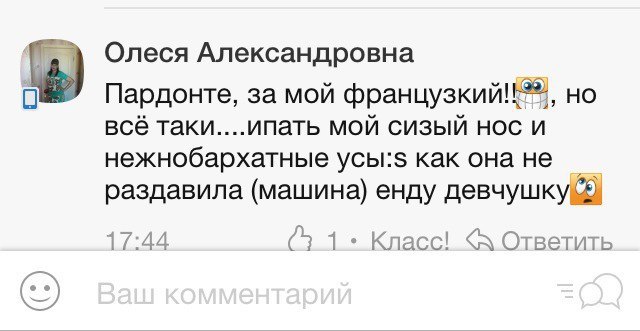 Олеся Александровна
Пардонте, за мой французкий!!, но
всё таки....ипать мой сизый нос и
нежнобархатные усы:s как она не
раздавила (машина) енду девчушку
17:44 1 • Класс! Ответить
Ваш комментарий